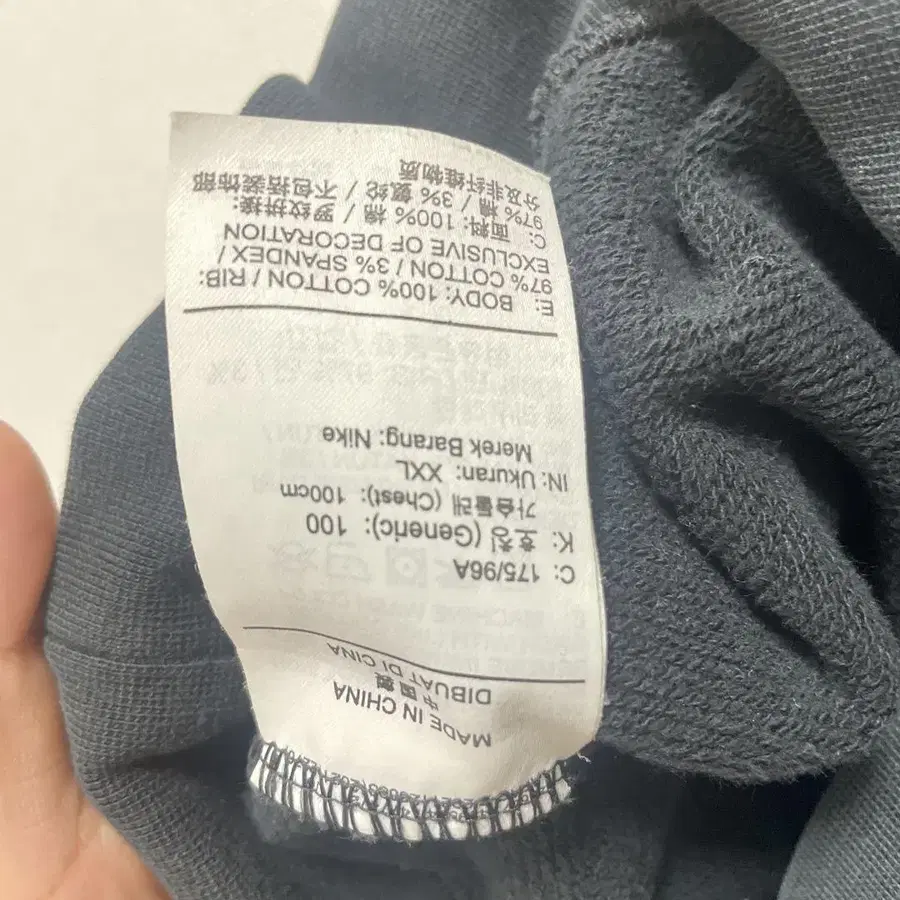 MADE IN CHINA
中国製
DIBUAT DI CINA
C: 175/96A
K: 호칭 (Generic): 100
가슴둘레 (Chest): 100cm
IN: Ukuran: XXL
Merek Barang: Nike
E: BODY: 100% COTTON / RIB:
97% COTTON / 3% SPANDEX/
EXCLUSIVE OF DECORATION
C: 面料: 100% 棉 / 罗纹拼接:
97% 棉 / 3% 氨纶 / 不包括装饰部
分及非纤维物质